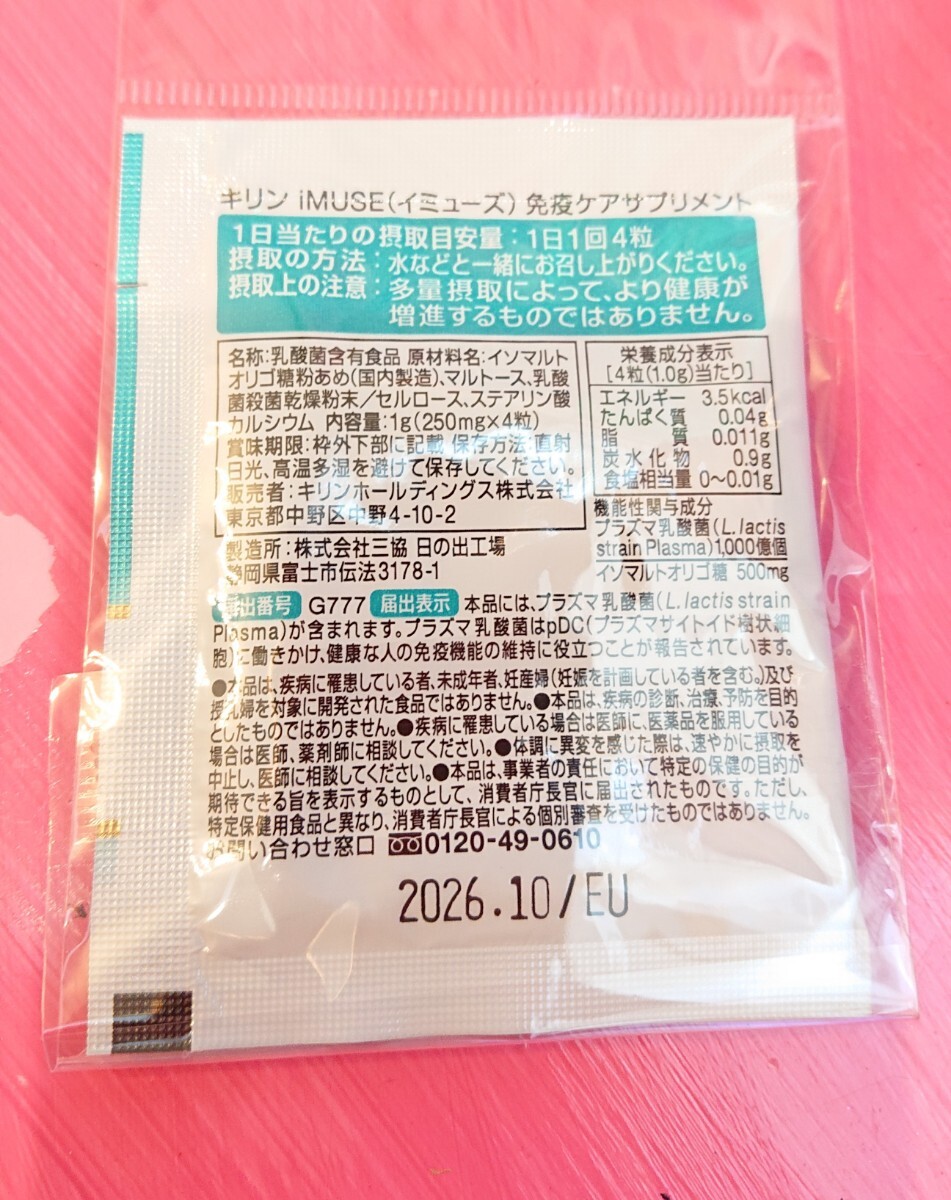 キリン iMUSE(イミューズ) 免疫ケアサプリメント
1日当たりの摂取目安量：1日1回4粒
摂取の方法：水などと一緒にお召し上がりください。
摂取上の注意：多量摂取によって、より健康が
増進するものではありません。
名称:乳酸菌含有食品 原材料名:イソマルト
オリゴ糖粉あめ(国内製造)、マルトース、乳酸
菌殺菌乾燥粉末／セルロース、ステアリン酸
カルシウム 内容量:1g(250mg×4粒)
賞味期限:枠外下部に記載 保存方法:直射
日光、高温多湿を避けて保存してください。
販売者:キリンホールディングス株式会社
東京都中野区中野4-10-2
製造所:株式会社三協 日の出工場
静岡県富士市伝法3178-1
栄養成分表示
[4粒(1.0g)当たり]
エネルギー 3.5kcal
たんぱく質 0.04g
脂質 0.011g
炭水化物 0.9g
食塩相当量 0～0.01g
機能性関与成分
プラズマ乳酸菌(L. lactis
strain Plasma)1,000億個
イソマルトオリゴ糖 500mg
届出番号 G777 届出表示 本品には、プラズマ乳酸菌(L. lactis strain
Plasma)が含まれます。プラズマ乳酸菌はpDC(プラズマサイトイド樹状細
胞)に働きかけ、健康な人の免疫機能の維持に役立つことが報告されています。
●本品は、疾病に罹患している者、未成年者、妊産婦(妊娠を計画している者を含む。)及び
授乳婦を対象に開発された食品ではありません。●本品は、疾病の診断、治療、予防を目的
としたものではありません。●疾病に罹患している場合は医師に、医薬品を服用している
場合は医師、薬剤師に相談してください。●体調に異変を感じた際は、速やかに摂取を
中止し、医師に相談してください。●本品は、事業者の責任において特定の保健の目的が
期待できる旨を表示するものとして、消費者庁長官に届出されたものです。ただし、
特定保健用食品と異なり、消費者庁長官による個別審査を受けたものではありません。
お問い合わせ窓口 0120-49-0610
2026.10/EU